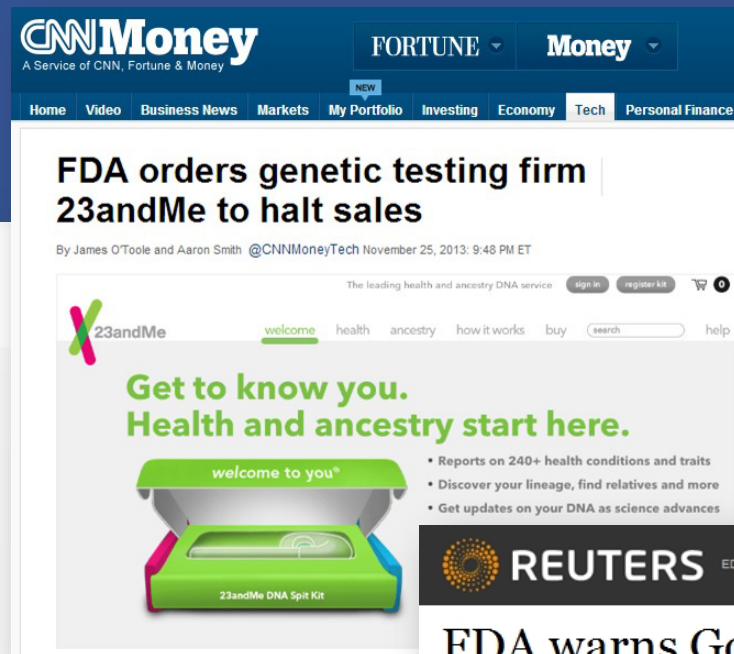 CNNMoney
A Service of CNN, Fortune & Money
FORTUNE
Money
NEW
Home Video Business News Markets My Portfolio Investing Economy Tech Personal Finance
FDA orders genetic testing firm
23andMe to halt sales
By James O'Toole and Aaron Smith @CNNMoneyTech November 25, 2013: 9:48 PM ET
The leading health and ancestry DNA service sign in register kit 0
23andMe welcome health ancestry how it works buy search help
Get to know you.
Health and ancestry start here.
• Reports on 240+ health conditions and traits
• Discover your lineage, find relatives and more
• Get updates on your DNA as science advances
welcome to you®
23andMe DNA Spit Kit
REUTERS
FDA warns